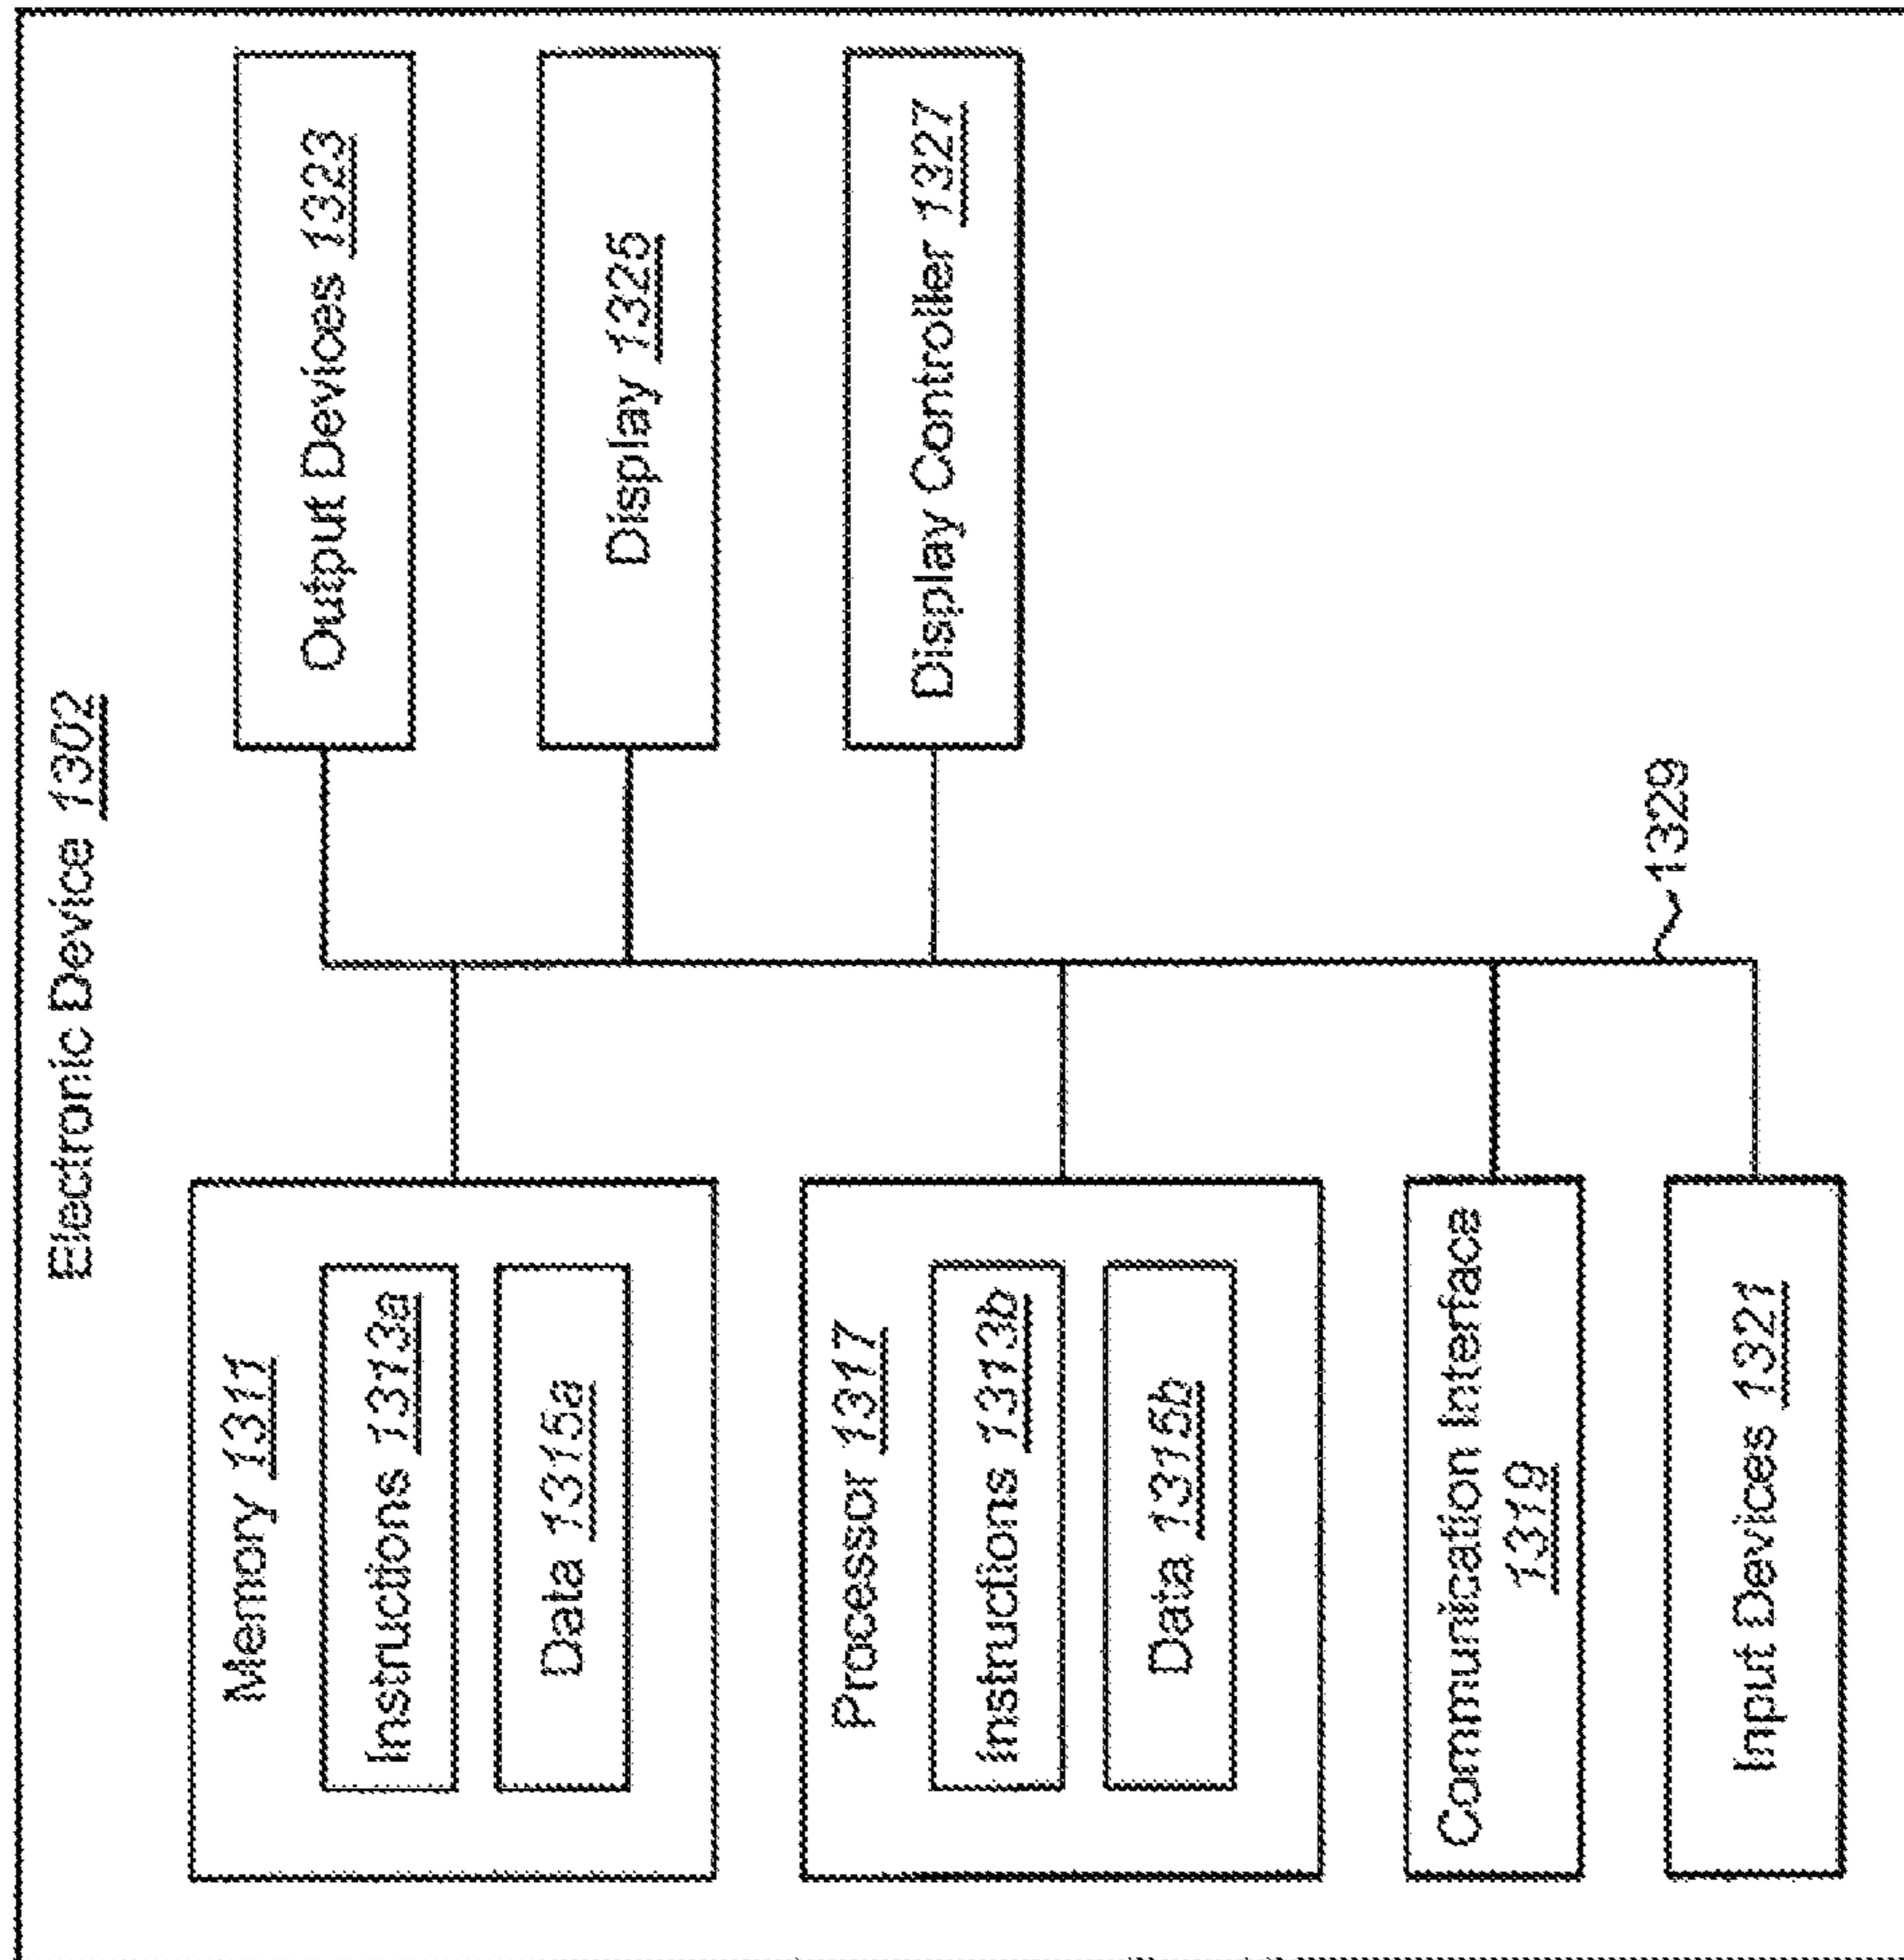 Electronic Device 1302
Memory 1311
Instructions 1313a
Data 1315a
Processor 1317
Instructions 1313b
Data 1315b
Communication Interface
1319
Input Devices 1321
Output Devices 1323
Display 1325
Display Controller 1327
1329